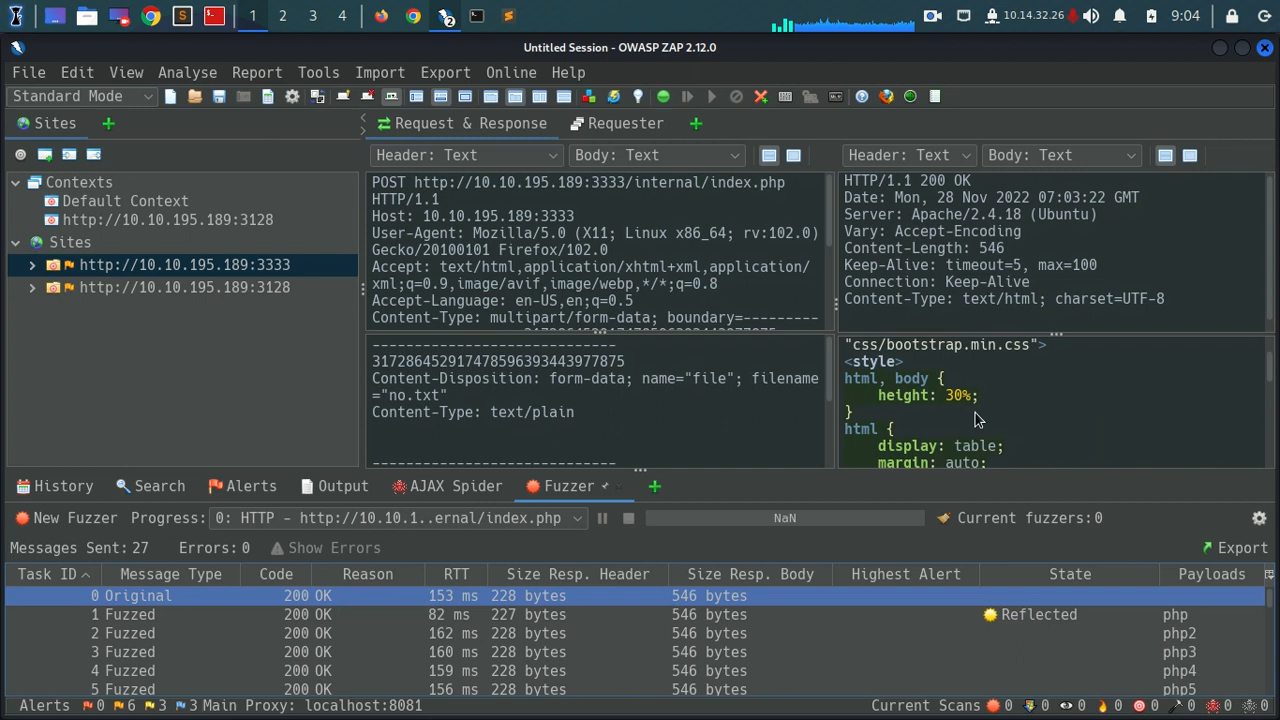 1 2 3 4 2 10.14.32.26 9:04
Untitled Session - OWASP ZAP 2.12.0
File Edit View Analyse Report Tools Import Export Online Help
Standard Mode
Sites
Request & Response Requester
Header: Text Body: Text Header: Text Body: Text
Contexts
Default Context
http://10.10.195.189:3128
Sites
http://10.10.195.189:3333
http://10.10.195.189:3128
POST http://10.10.195.189:3333/internal/index.php
HTTP/1.1
Host: 10.10.195.189:3333
User-Agent: Mozilla/5.0 (X11; Linux x86_64; rv:102.0)
Gecko/20100101 Firefox/102.0
Accept: text/html,application/xhtml+xml,application/
xml;q=0.9,image/avif,image/webp,*/*;q=0.8
Accept-Language: en-US,en;q=0.5
Content-Type: multipart/form-data; boundary=---------
-----------------------------
317286452917478596393443977875
Content-Disposition: form-data; name="file"; filename
="no.txt"
Content-Type: text/plain
-----------------------------
HTTP/1.1 200 OK
Date: Mon, 28 Nov 2022 07:03:22 GMT
Server: Apache/2.4.18 (Ubuntu)
Vary: Accept-Encoding
Content-Length: 546
Keep-Alive: timeout=5, max=100
Connection: Keep-Alive
Content-Type: text/html; charset=UTF-8
"css/bootstrap.min.css">
<style>
html, body {
height: 30%;
}
html {
display: table;
margin: auto;
History Search Alerts Output AJAX Spider Fuzzer
New Fuzzer Progress: 0: HTTP - http://10.10.1..ernal/index.php NaN Current fuzzers:0
Messages Sent: 27 Errors: 0 Show Errors Export
Task ID Message Type Code Reason RTT Size Resp. Header Size Resp. Body Highest Alert State Payloads
0 Original 200 OK 153 ms 228 bytes 546 bytes
1 Fuzzed 200 OK 82 ms 227 bytes 546 bytes Reflected php
2 Fuzzed 200 OK 162 ms 228 bytes 546 bytes php2
3 Fuzzed 200 OK 160 ms 228 bytes 546 bytes php3
4 Fuzzed 200 OK 159 ms 228 bytes 546 bytes php4
5 Fuzzed 200 OK 156 ms 228 bytes 546 bytes php5
Alerts 0 6 3 3 Main Proxy: localhost:8081 Current Scans 0 0 0 0 0 0 0 0